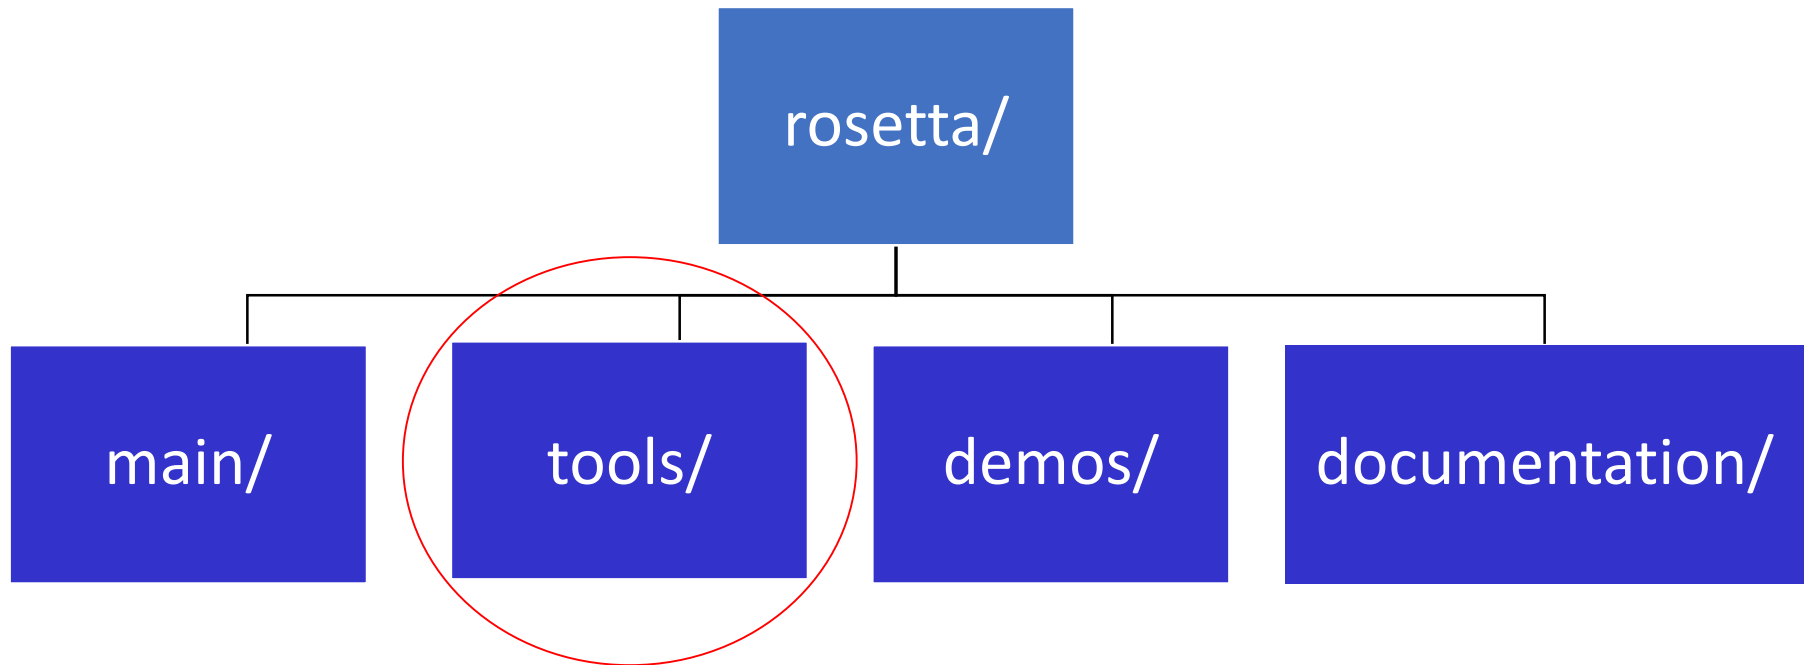 rosetta/
main/
tools/
demos/
documentation/